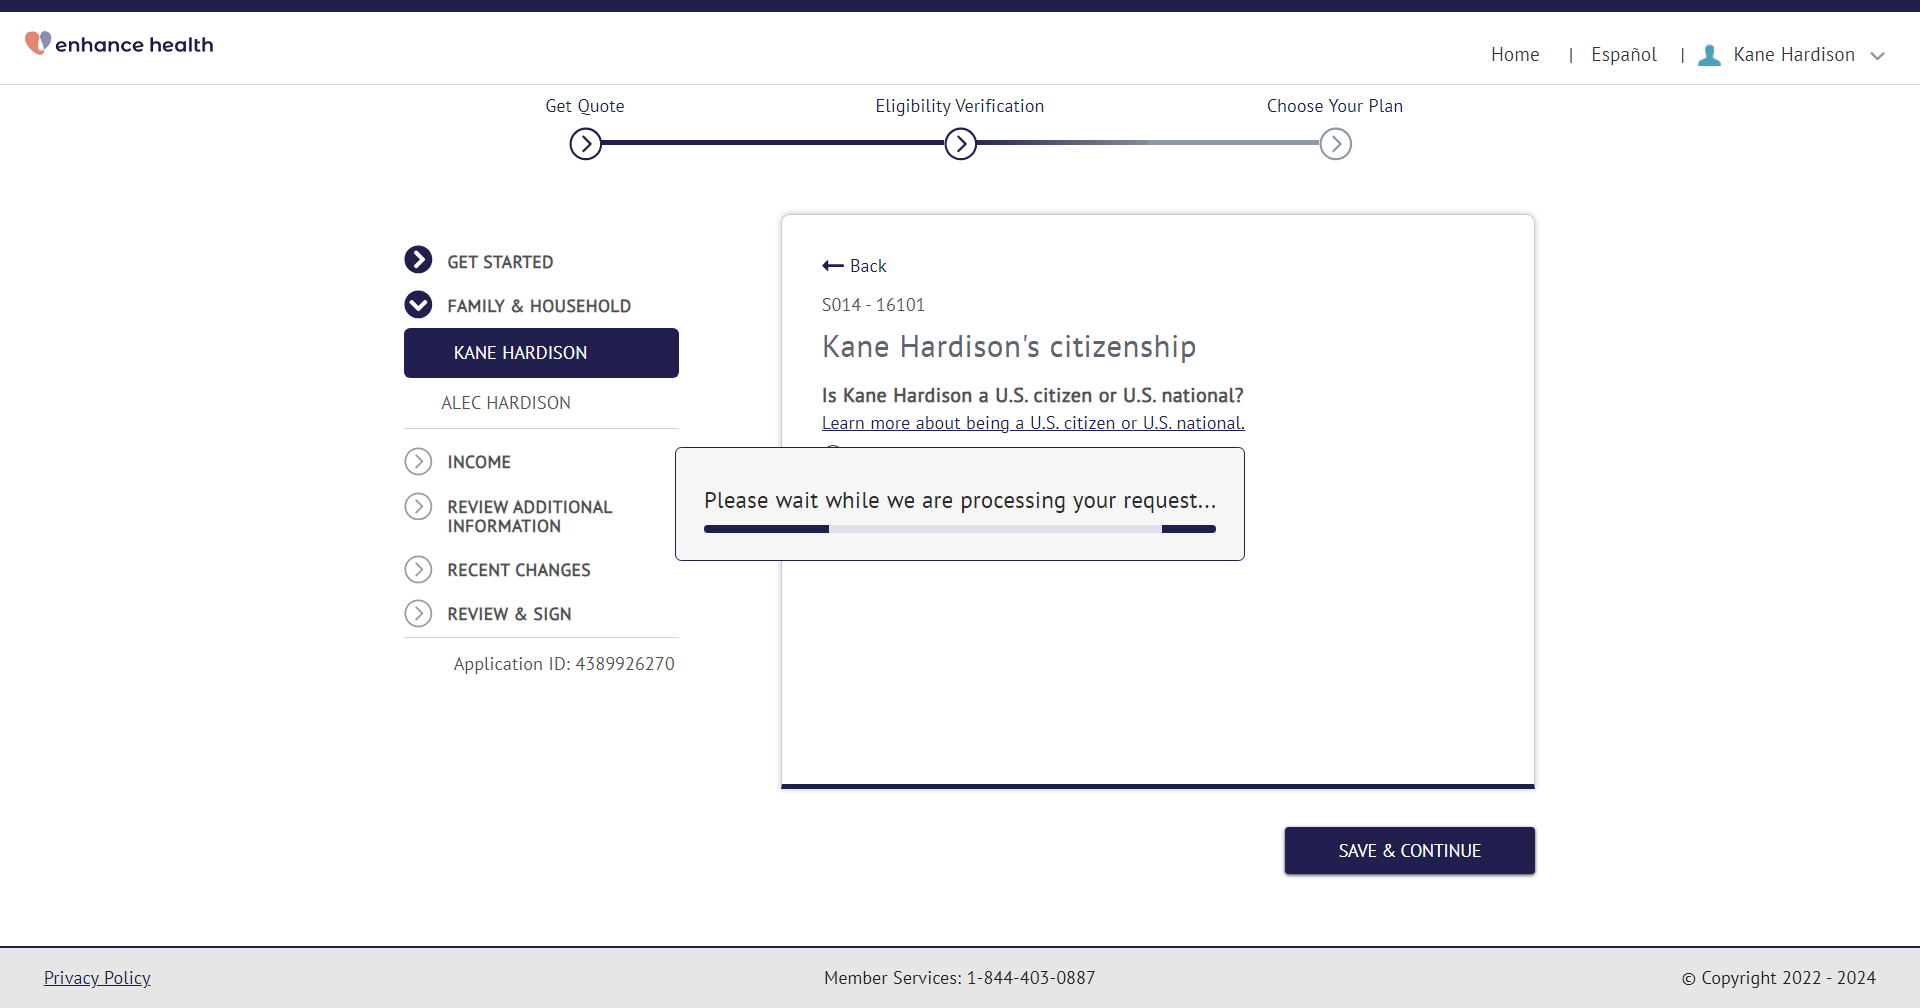 enhance health
Home | Español | Kane Hardison
Get Quote
Eligibility Verification
Choose Your Plan
GET STARTED
FAMILY & HOUSEHOLD
KANE HARDISON
ALEC HARDISON
INCOME
REVIEW ADDITIONAL
INFORMATION
RECENT CHANGES
REVIEW & SIGN
Application ID: 4389926270
Back
S014 - 16101
Kane Hardison's citizenship
Is Kane Hardison a U.S. citizen or U.S. national?
Learn more about being a U.S. citizen or U.S. national.
Please wait while we are processing your request...
SAVE & CONTINUE
Privacy Policy
Member Services: 1-844-403-0887
© Copyright 2022 - 2024